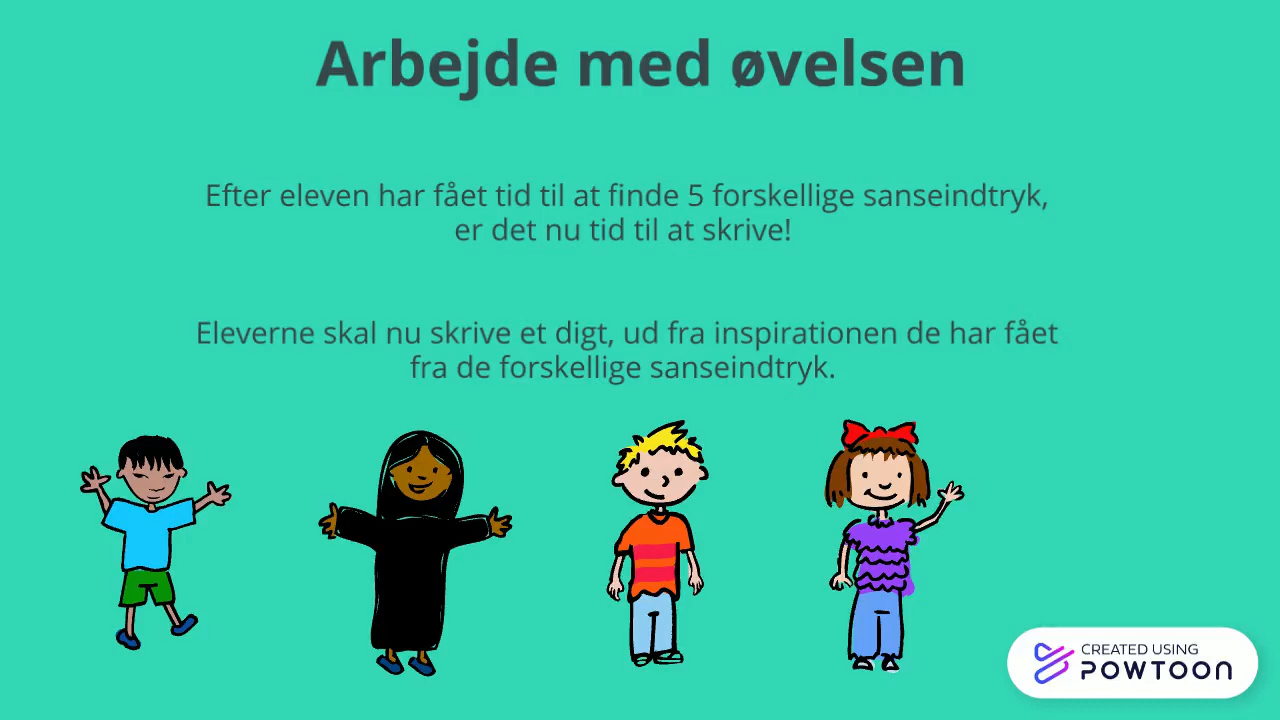 Arbejde med øvelsen
Efter eleven har fået tid til at finde 5 forskellige sanseindtryk,
er det nu tid til at skrive!
Eleverne skal nu skrive et digt, ud fra inspirationen de har fået
fra de forskellige sanseindtryk.
CREATED USING
POWTOON